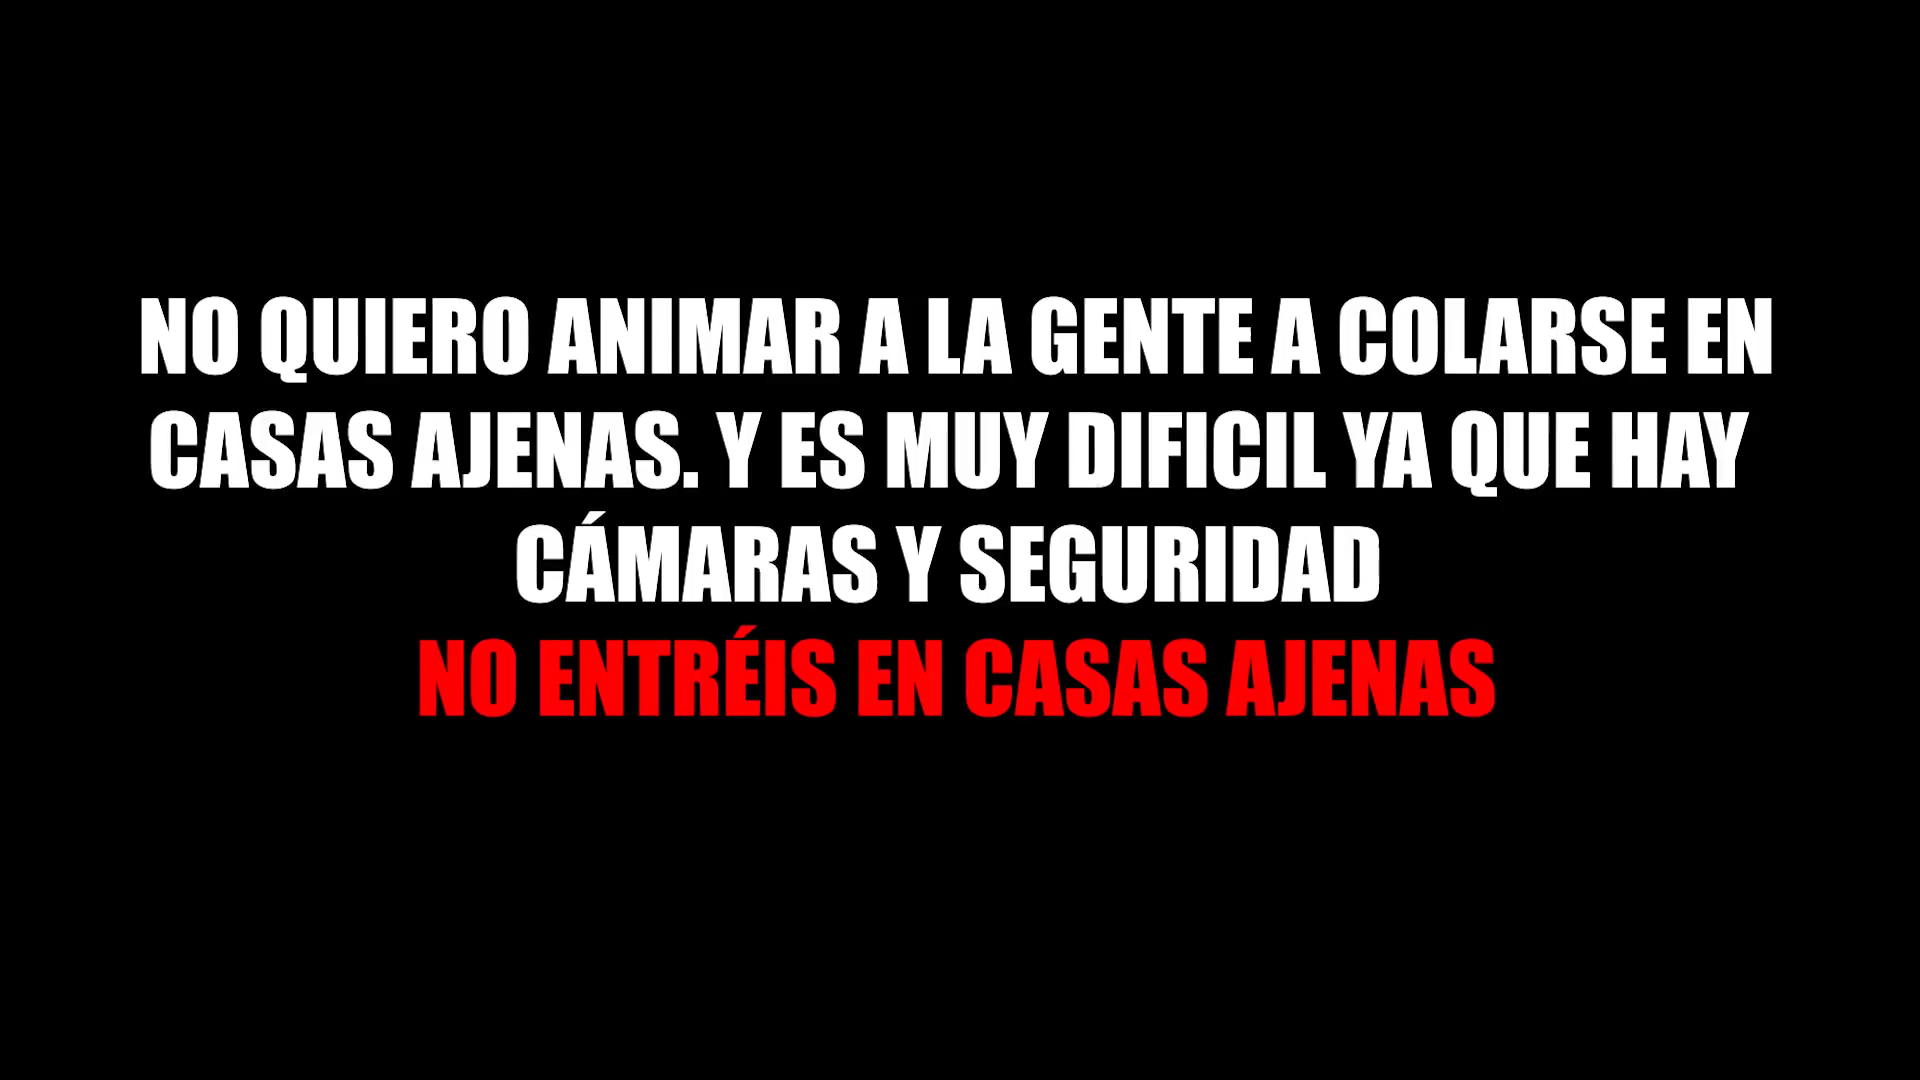 NO QUIERO ANIMAR A LA GENTE A COLARSE EN
CASAS AJENAS. Y ES MUY DIFICIL YA QUE HAY
CÁMARAS Y SEGURIDAD
NO ENTRÉIS EN CASAS AJENAS